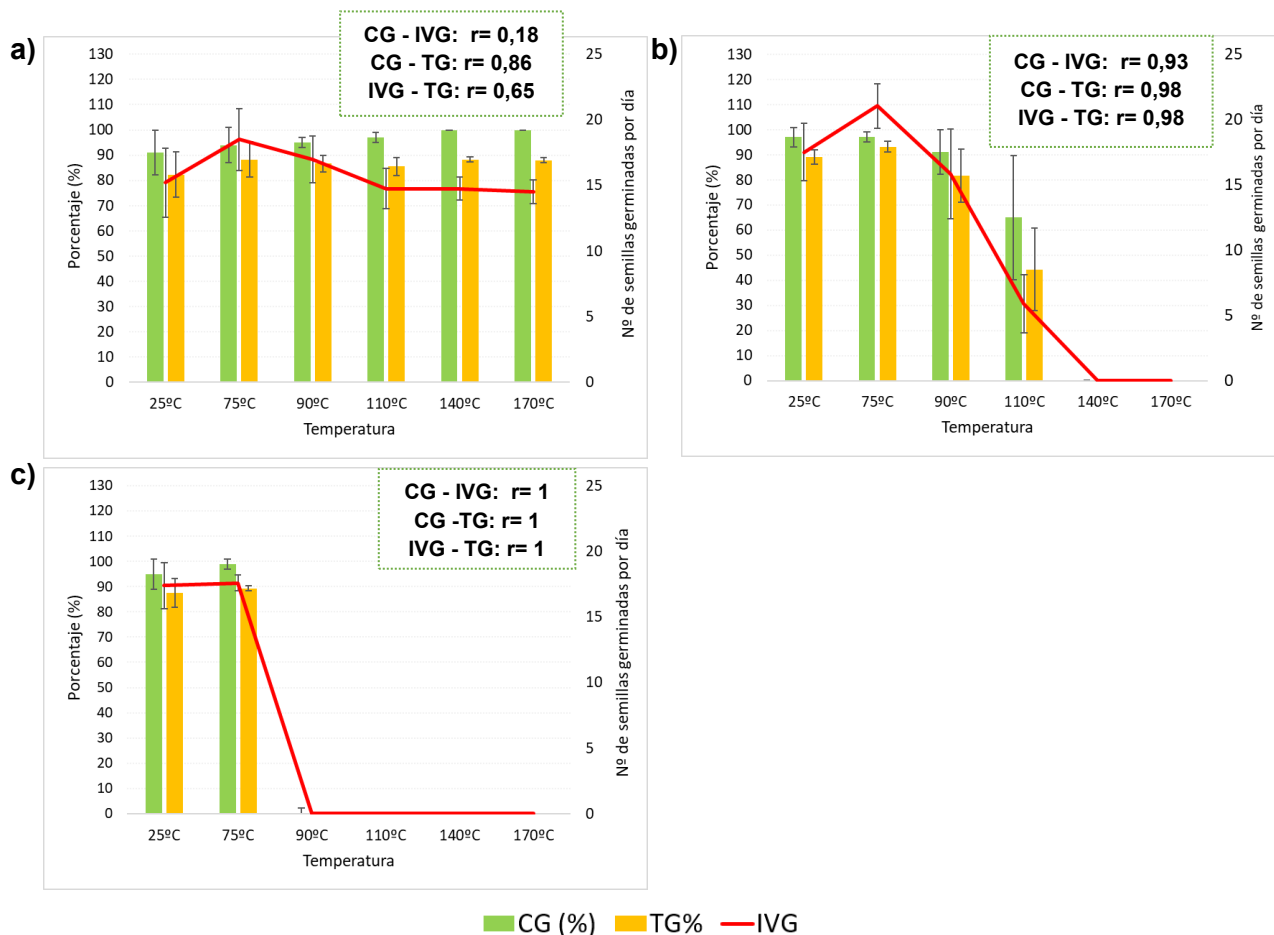 a)
CG - IVG: r= 0,18
CG - TG: r= 0,86
IVG - TG: r= 0,65
130
120
110
100
90
80
70
60
50
40
30
20
10
0
Porcentaje (%)
25
20
15
10
5
0
Nº de semillas germinadas por día
25ºC 75ºC 90ºC 110ºC 140ºC 170ºC
Temperatura
b)
CG - IVG: r= 0,93
CG - TG: r= 0,98
IVG - TG: r= 0,98
130
120
110
100
90
80
70
60
50
40
30
20
10
0
Porcentaje (%)
25
20
15
10
5
0
Nº de semillas germinadas por día
25ºC 75ºC 90ºC 110ºC 140ºC 170ºC
Temperatura
c)
CG - IVG: r= 1
CG -TG: r= 1
IVG - TG: r= 1
130
120
110
100
90
80
70
60
50
40
30
20
10
0
Porcentaje (%)
25
20
15
10
5
0
Nº de semillas germinadas por día
25ºC 75ºC 90ºC 110ºC 140ºC 170ºC
Temperatura
CG (%) TG% IVG